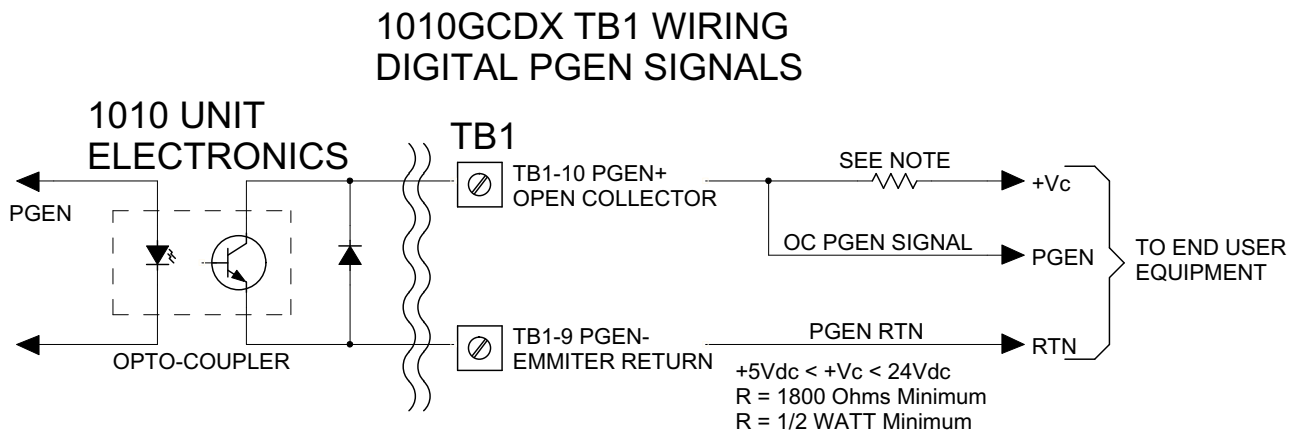 1010GCDX TB1 WIRING
DIGITAL PGEN SIGNALS
1010 UNIT
ELECTRONICS
TB1
PGEN
OPTO-COUPLER
TB1-10 PGEN+
OPEN COLLECTOR
SEE NOTE
+Vc
OC PGEN SIGNAL
PGEN
TO END USER
EQUIPMENT
TB1-9 PGEN-
EMMITER RETURN
PGEN RTN
RTN
+5Vdc < +Vc < 24Vdc
R = 1800 Ohms Minimum
R = 1/2 WATT Minimum